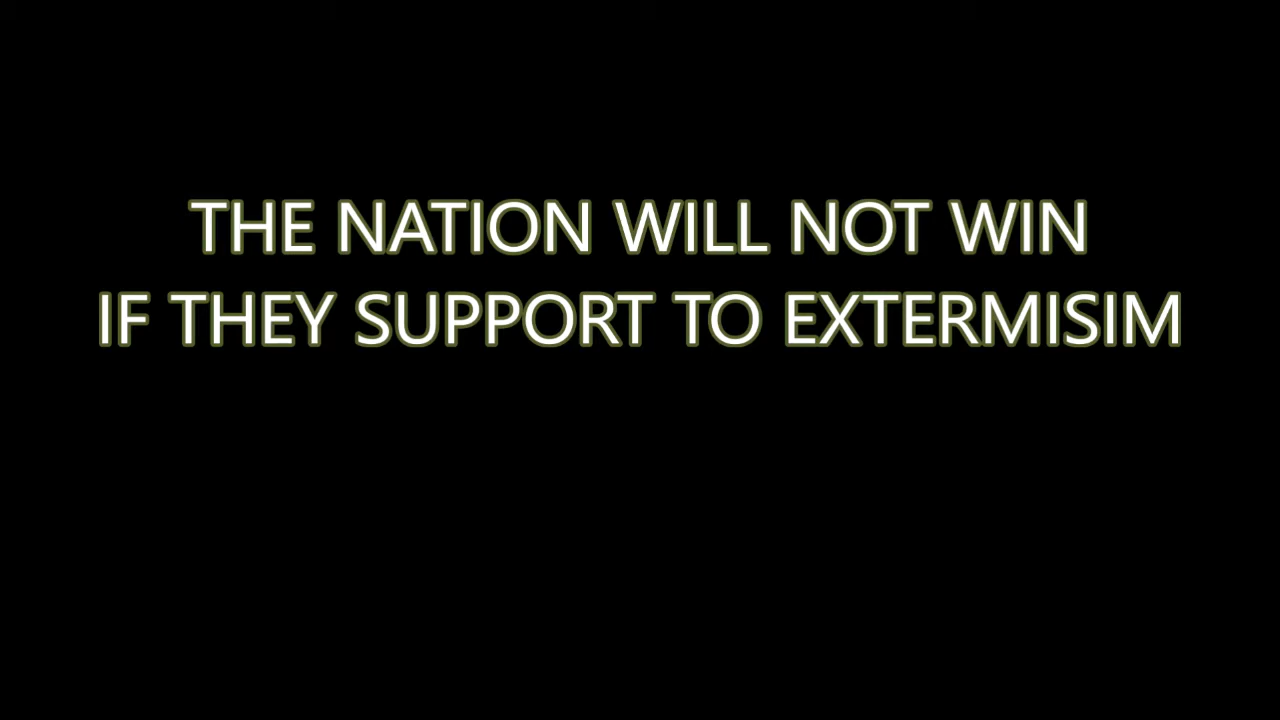 THE NATION WILL NOT WIN
IF THEY SUPPORT TO EXTERMISIM